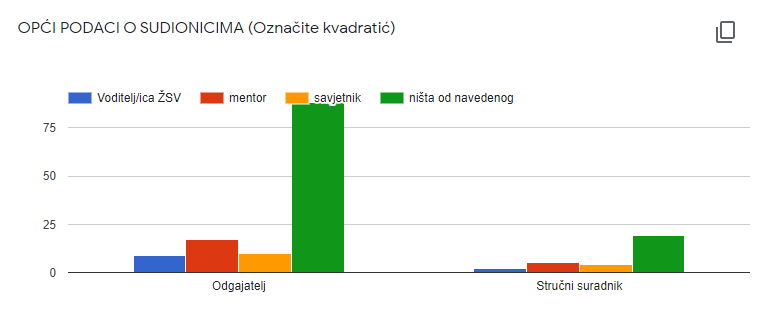 OPĆI PODACI O SUDIONICIMA (Označite kvadratić)
Voditelj/ica ŽSV mentor savjetnik ništa od navedenog
75
50
25
0
Odgajatelj Stručni suradnik